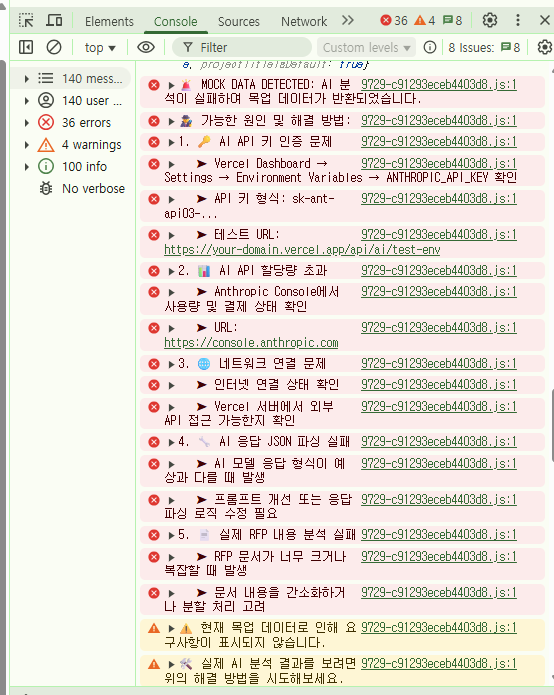 Elements Console Sources Network >> 36 4 8
top ▼ Filter Custom levels ▼ 8 Issues: 8
a, projectTitleIsDefault: true}
140 mess...
140 user ...
36 errors
4 warnings
100 info
No verbose
🚨 MOCK DATA DETECTED: AI 분 9729-c91293eceb4403d8.js:1
석이 실패하여 목업 데이터가 반환되었습니다.
🕵️ 가능한 원인 및 해결 방법: 9729-c91293eceb4403d8.js:1
1. 🔑 AI API 키 인증 문제 9729-c91293eceb4403d8.js:1
➤ Vercel Dashboard → 9729-c91293eceb4403d8.js:1
Settings → Environment Variables → ANTHROPIC_API_KEY 확인
➤ API 키 형식: sk-ant- 9729-c91293eceb4403d8.js:1
api03-...
➤ 테스트 URL: 9729-c91293eceb4403d8.js:1
https://your-domain.vercel.app/api/ai/test-env
2. 📊 AI API 할당량 초과 9729-c91293eceb4403d8.js:1
➤ Anthropic Console에서 9729-c91293eceb4403d8.js:1
사용량 및 결제 상태 확인
➤ URL: 9729-c91293eceb4403d8.js:1
https://console.anthropic.com
3. 🌐 네트워크 연결 문제 9729-c91293eceb4403d8.js:1
➤ 인터넷 연결 상태 확인 9729-c91293eceb4403d8.js:1
➤ Vercel 서버에서 외부 9729-c91293eceb4403d8.js:1
API 접근 가능한지 확인
4. 🔧 AI 응답 JSON 파싱 실패 9729-c91293eceb4403d8.js:1
➤ AI 모델 응답 형식이 예 9729-c91293eceb4403d8.js:1
상과 다를 때 발생
➤ 프롬프트 개선 또는 응답 9729-c91293eceb4403d8.js:1
파싱 로직 수정 필요
5. 📄 실제 RFP 내용 분석 실패 9729-c91293eceb4403d8.js:1
➤ RFP 문서가 너무 크거나 9729-c91293eceb4403d8.js:1
복잡할 때 발생
➤ 문서 내용을 간소화하거 9729-c91293eceb4403d8.js:1
나 분할 처리 고려
⚠️ 현재 목업 데이터로 인해 요 9729-c91293eceb4403d8.js:1
구사항이 표시되지 않습니다.
🛠️ 실제 AI 분석 결과를 보려면 9729-c91293eceb4403d8.js:1
위의 해결 방법을 시도해보세요.